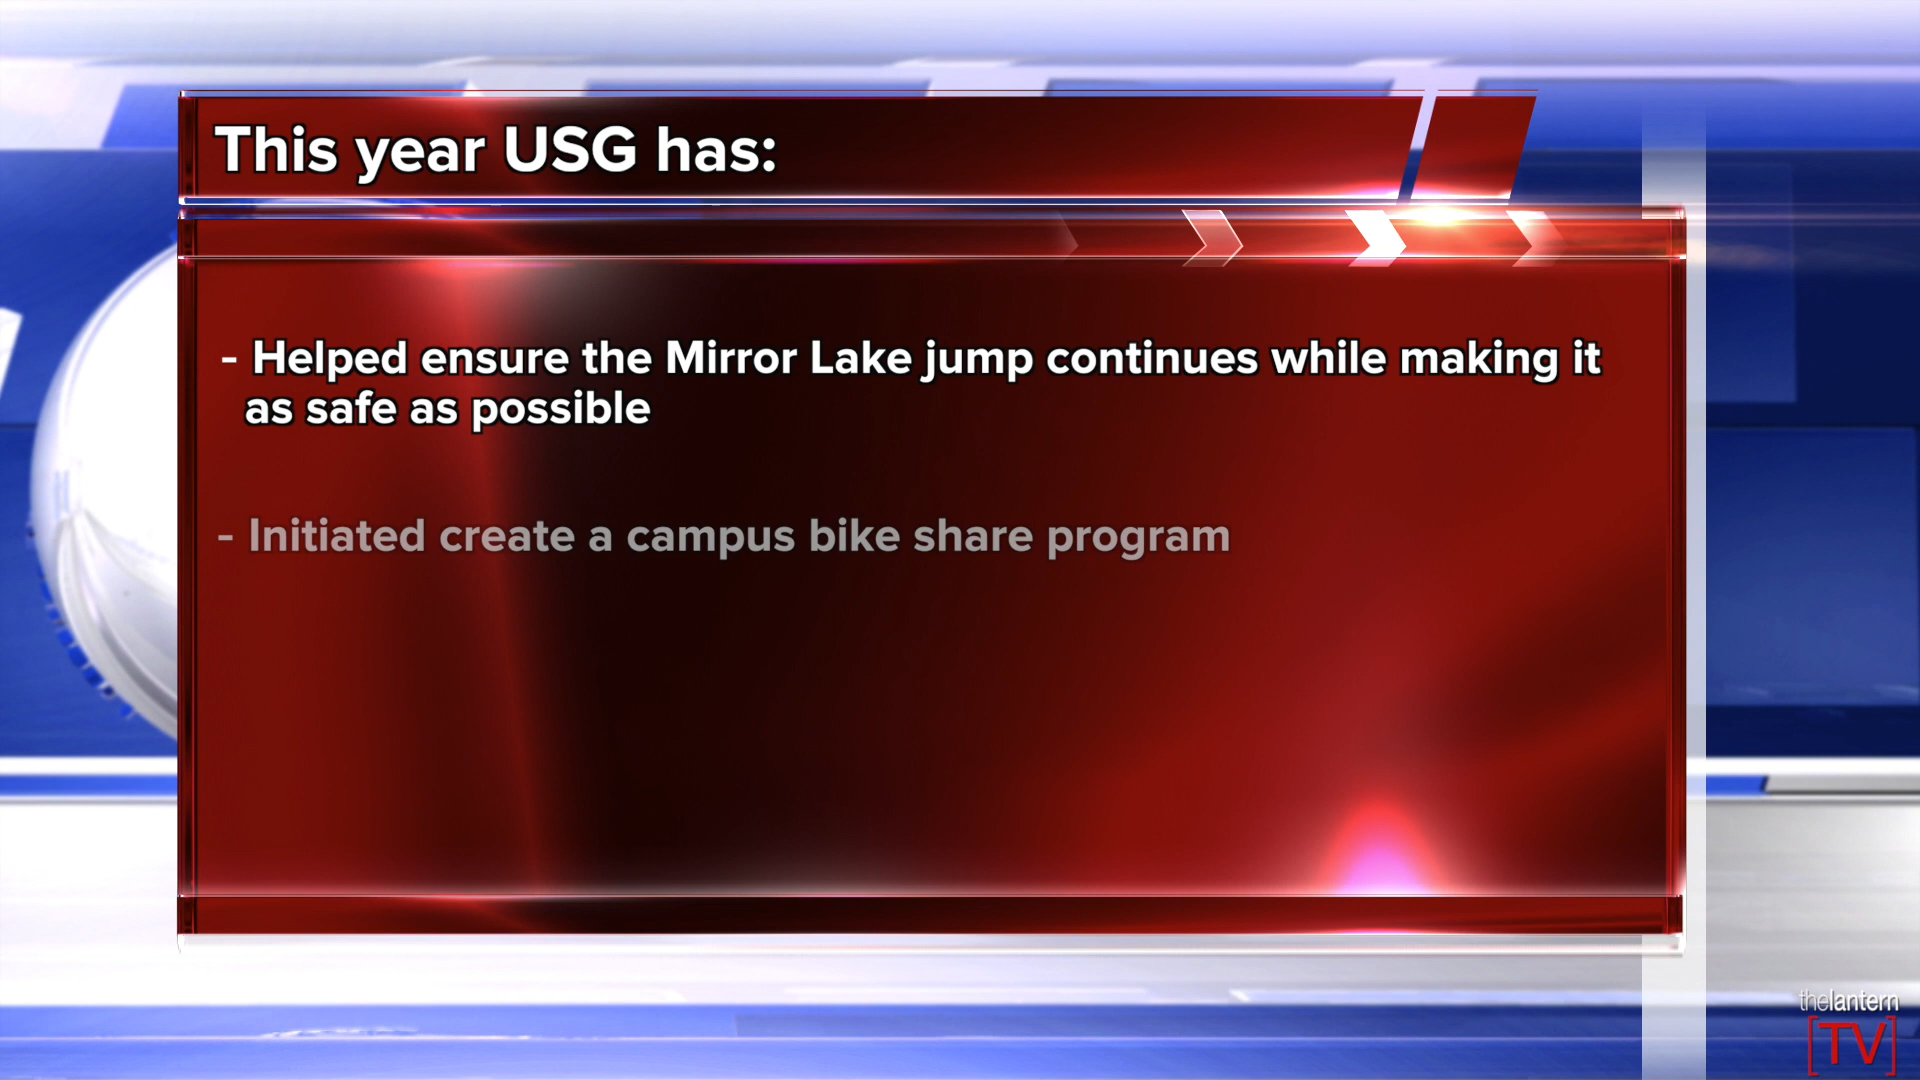 This year USG has:
- Helped ensure the Mirror Lake jump continues while making it
as safe as possible
- Initiated create a campus bike share program
thelantern
[TV]